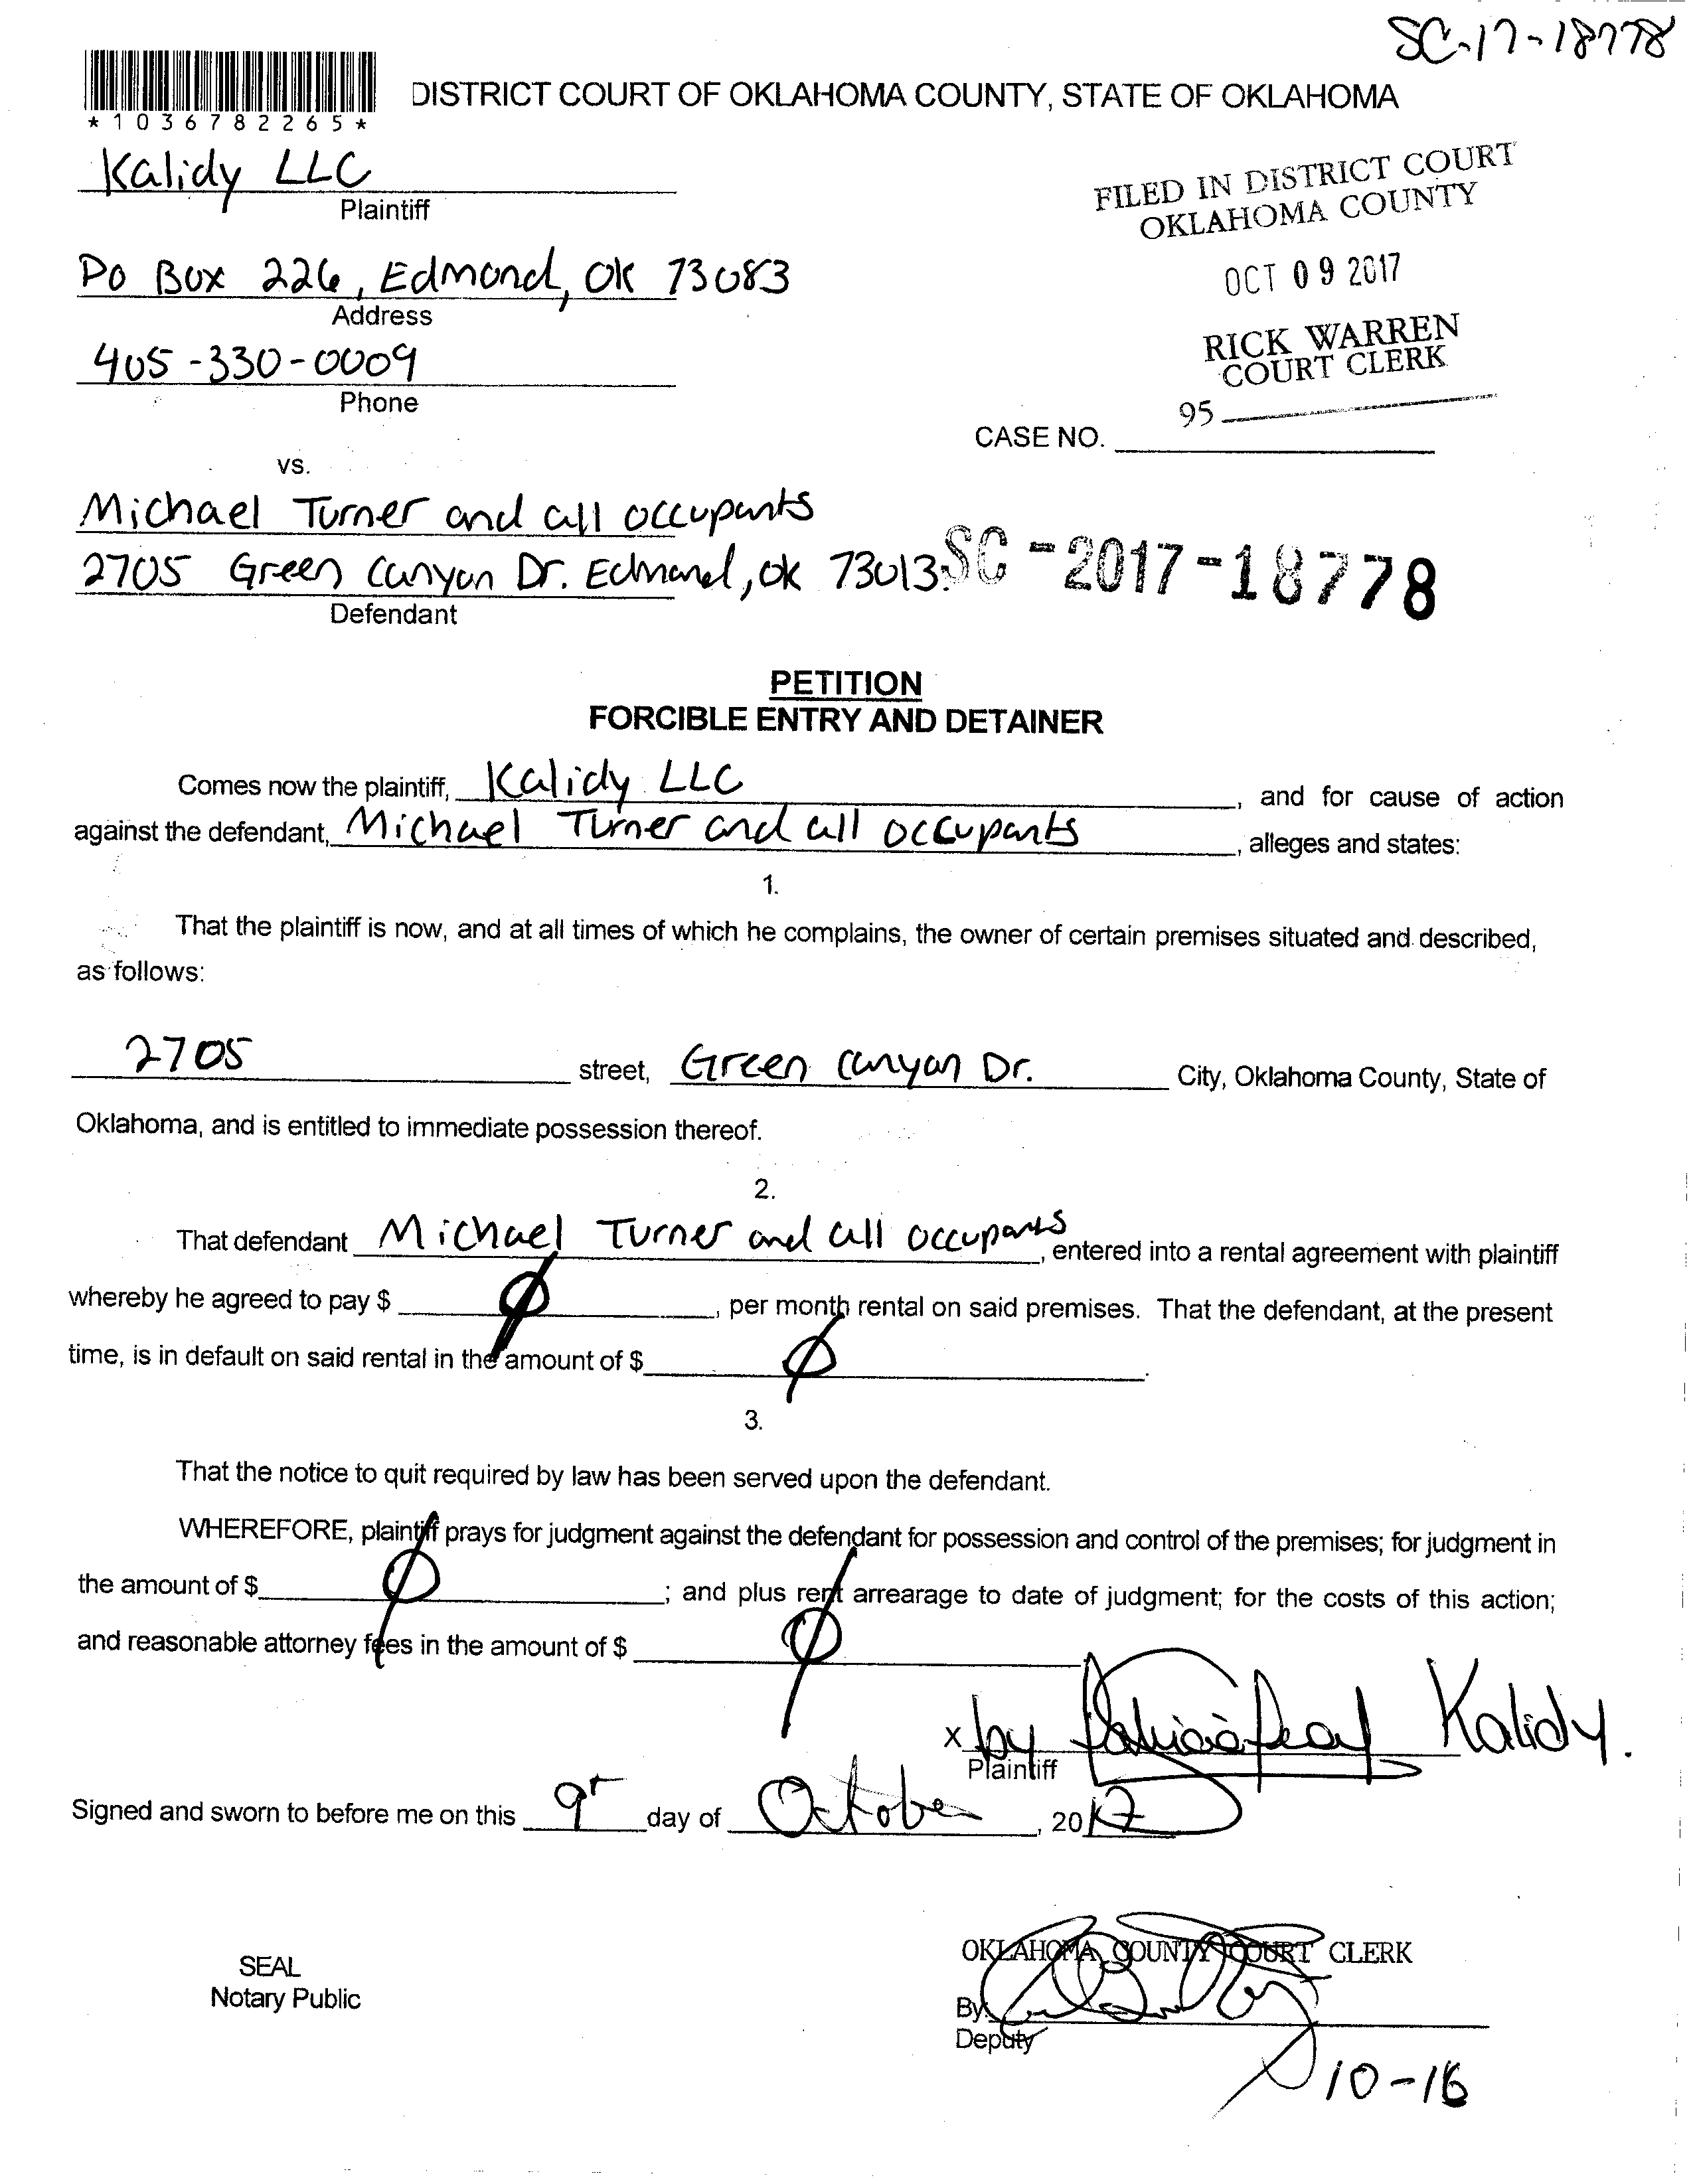 SC-17-18778
*1036782265*
DISTRICT COURT OF OKLAHOMA COUNTY, STATE OF OKLAHOMA
Kalidy LLC
Plaintiff
FILED IN DISTRICT COURT
OKLAHOMA COUNTY
Po Box 226, Edmond, OK 73083
Address
OCT 09 2017
405-330-0009
Phone
RICK WARREN
COURT CLERK
95
CASE NO.
vs.
Michael Turner and all occupants
2705 Green Canyon Dr. Edmond, OK 73013.
SC-2017-18778
Defendant
PETITION
FORCIBLE ENTRY AND DETAINER
Comes now the plaintiff, Kalidy LLC, and for cause of action
against the defendant, Michael Turner and all occupants, alleges and states:
1.
That the plaintiff is now, and at all times of which he complains, the owner of certain premises situated and described,
as follows:
2705 street, Green Canyon Dr. City, Oklahoma County, State of
Oklahoma, and is entitled to immediate possession thereof.
2.
That defendant Michael Turner and all occupants, entered into a rental agreement with plaintiff
whereby he agreed to pay $ Ø, per month rental on said premises. That the defendant, at the present
time, is in default on said rental in the amount of $ Ø.
3.
That the notice to quit required by law has been served upon the defendant.
WHEREFORE, plaintiff prays for judgment against the defendant for possession and control of the premises; for judgment in
the amount of $ Ø; and plus rent arrearage to date of judgment; for the costs of this action;
and reasonable attorney fees in the amount of $ Ø
x by Kalidy.
Plaintiff
Signed and sworn to before me on this 9th day of October, 2017
SEAL
Notary Public
OKLAHOMA COUNTY COURT CLERK
By:
Deputy
10-16